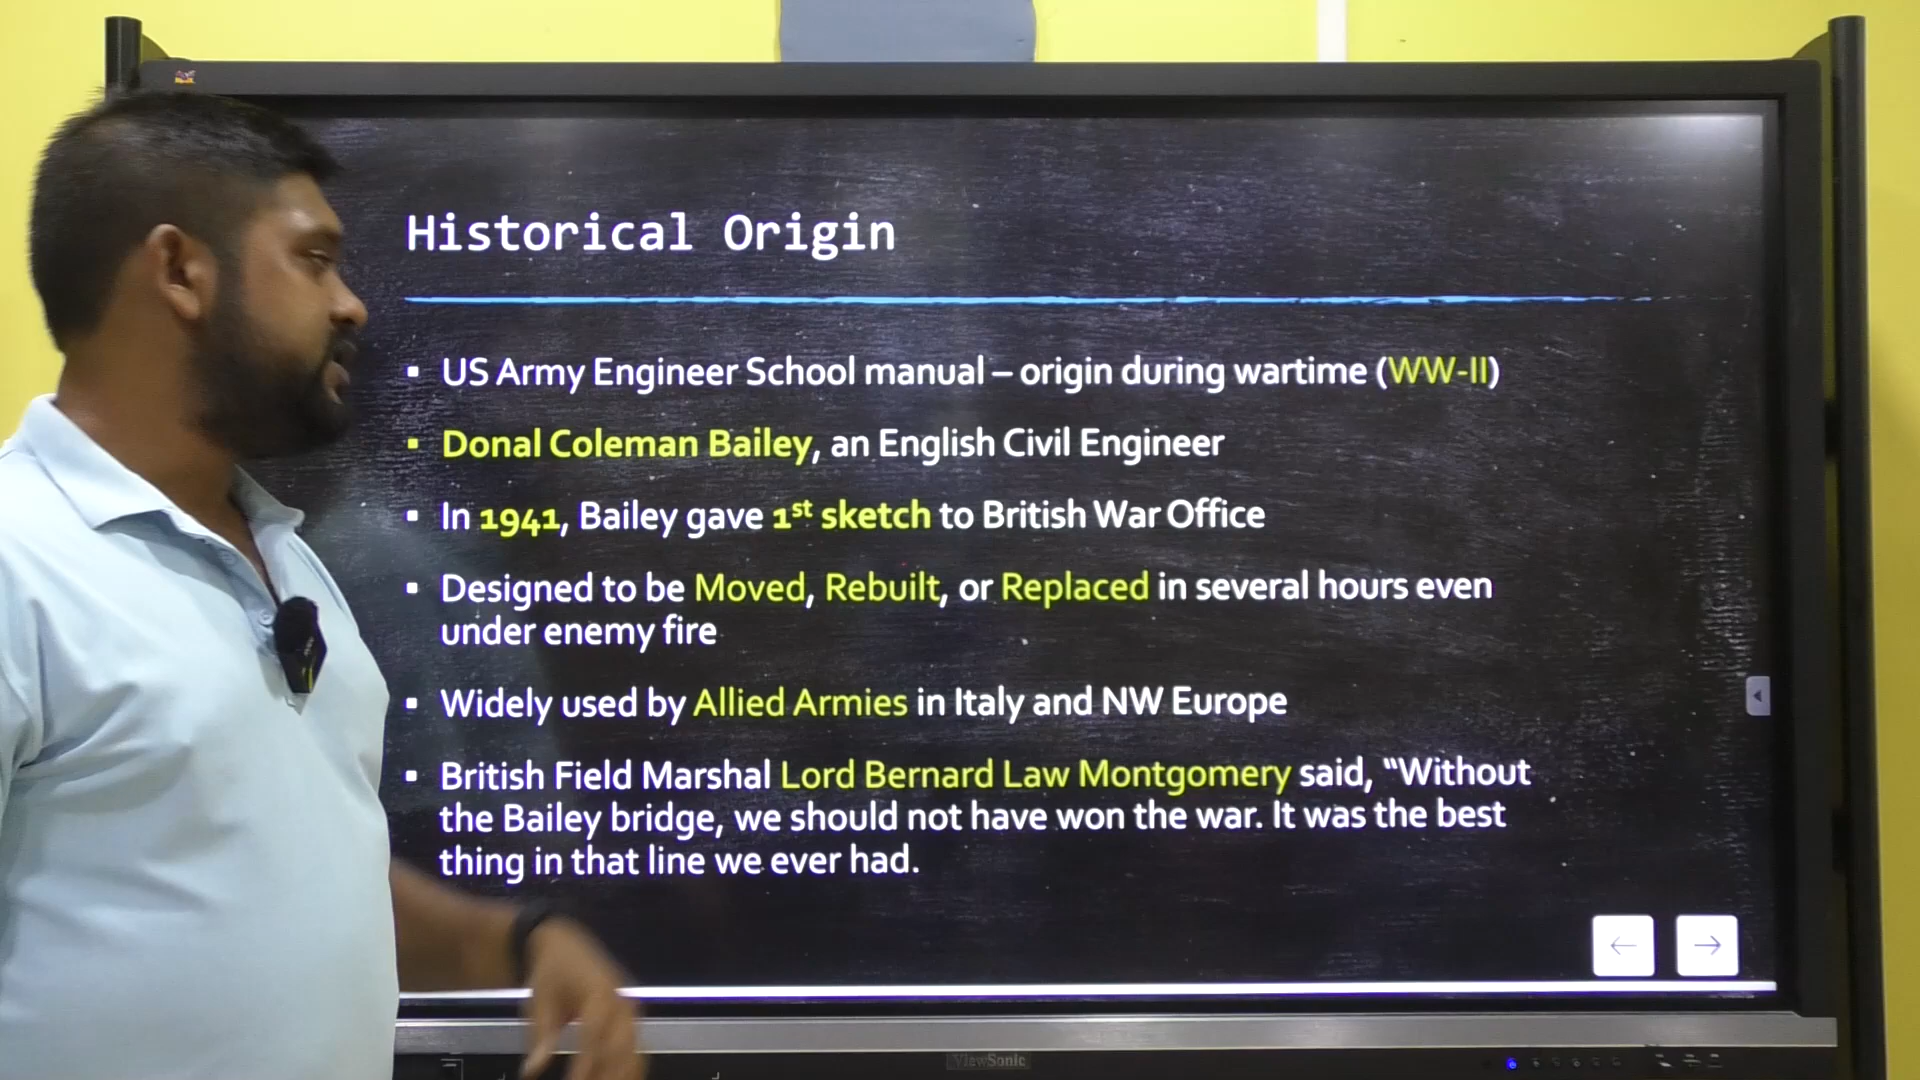 Historical Origin
US Army Engineer School manual – origin during wartime (WW-II)
Donal Coleman Bailey, an English Civil Engineer
In 1941, Bailey gave 1st sketch to British War Office
Designed to be Moved, Rebuilt, or Replaced in several hours even
under enemy fire
Widely used by Allied Armies in Italy and NW Europe
British Field Marshal Lord Bernard Law Montgomery said, “Without
the Bailey bridge, we should not have won the war. It was the best
thing in that line we ever had.
ViewSonic